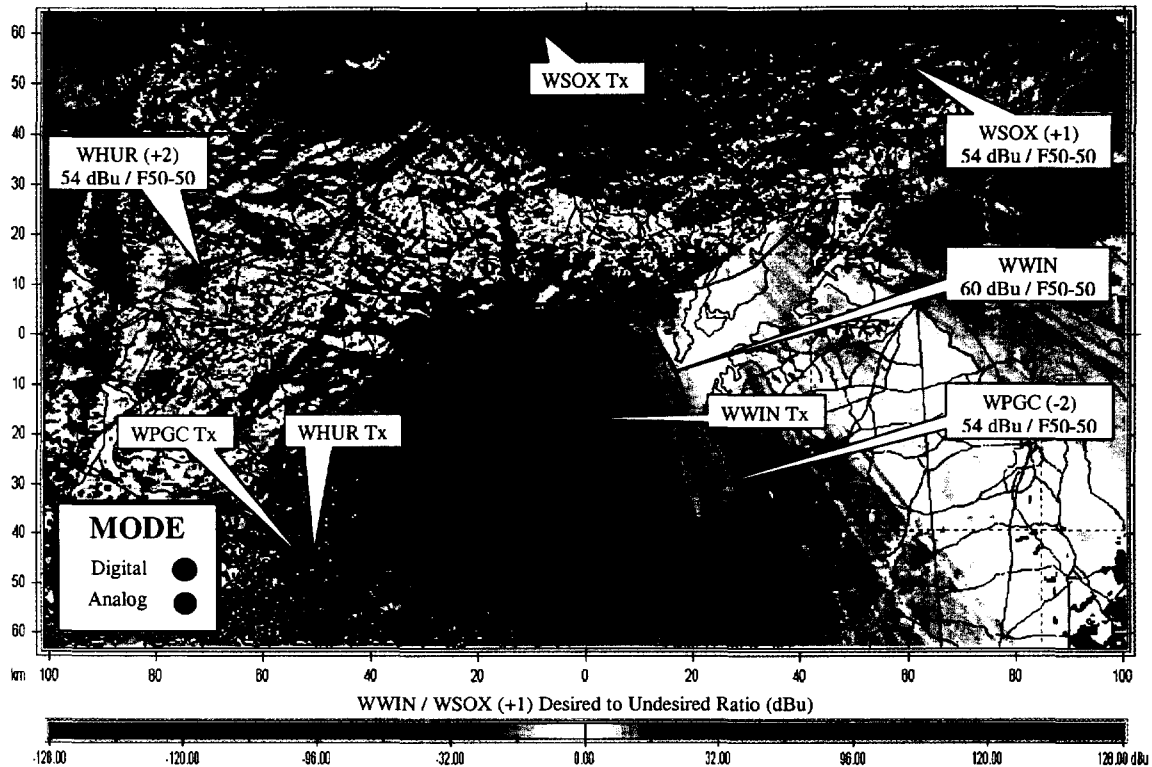 60
50
40
30
20
10
0
10
20
30
40
50
60
WSOX Tx
WSOX (+1)
54 dBu / F50-50
WHUR (+2)
54 dBu / F50-50
WWIN
60 dBu / F50-50
WWIN Tx
WPGC (-2)
54 dBu / F50-50
WPGC Tx
WHUR Tx
MODE
Digital
Analog
km 100 80 60 40 20 0 20 40 60 80 100
WWIN / WSOX (+1) Desired to Undesired Ratio (dBu)
-128.00 -120.00 -96.00 -32.00 0.00 32.00 96.00 120.00 128.00 dBu